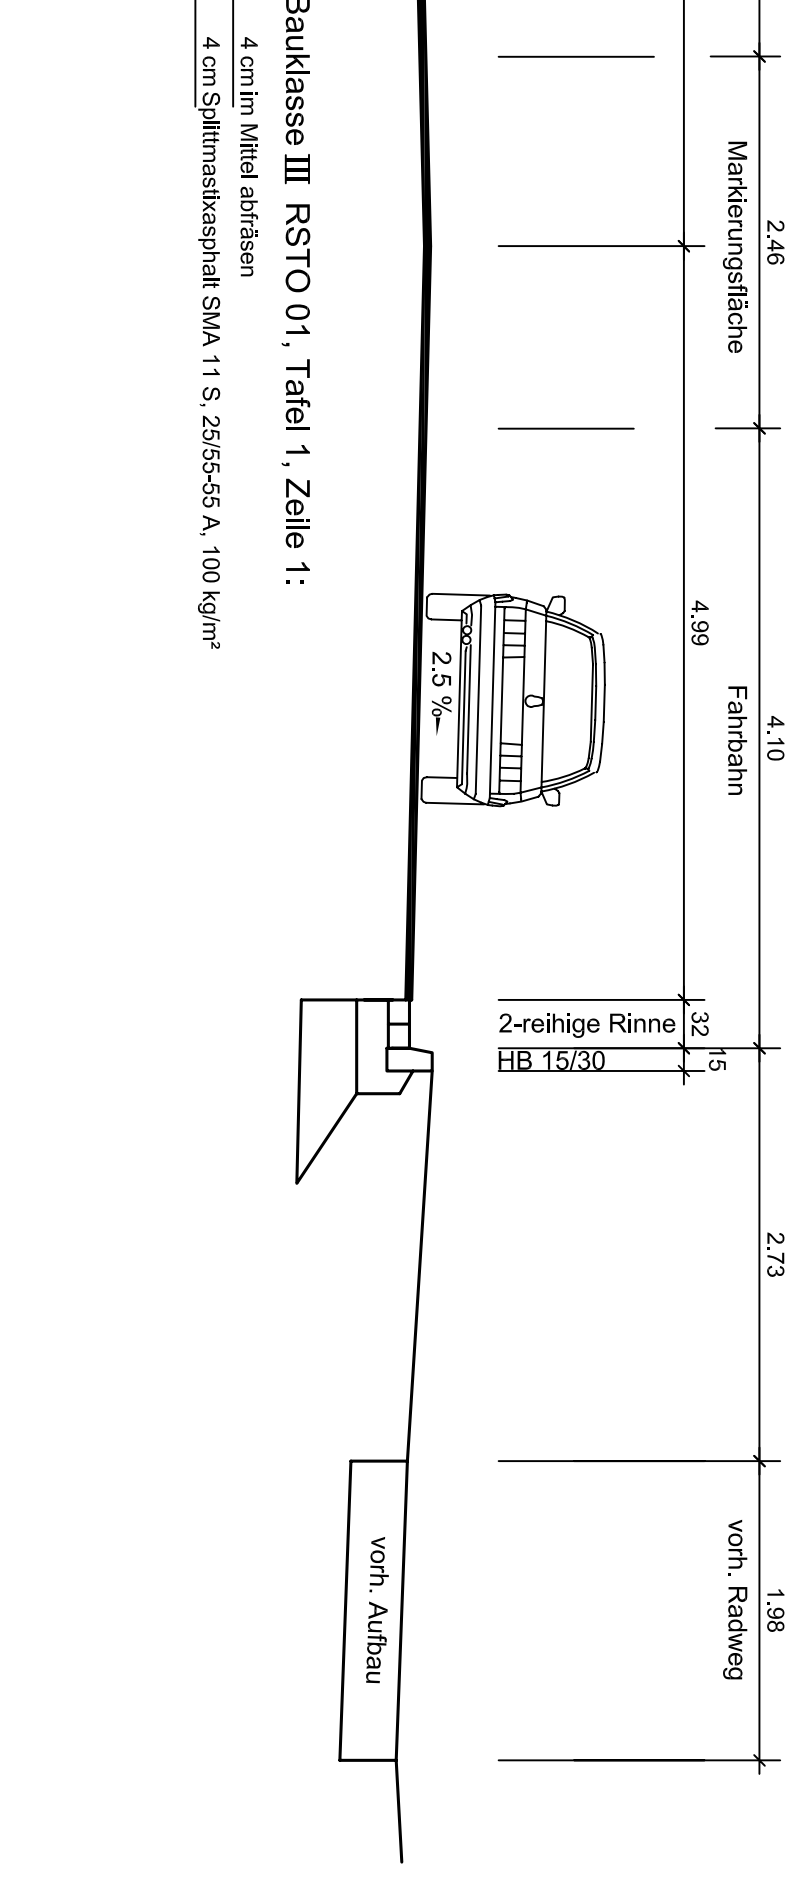 2.46
4.10
2.73
1.98
Markierungsfläche
Fahrbahn
vorh. Radweg
4.99
32
15
2-reihige Rinne
HB 15/30
2.5 %
vorh. Aufbau
Bauklasse III RSTO 01, Tafel 1, Zeile 1:
4 cm im Mittel abfräsen
4 cm Splittmastixasphalt SMA 11 S, 25/55-55 A, 100 kg/m²